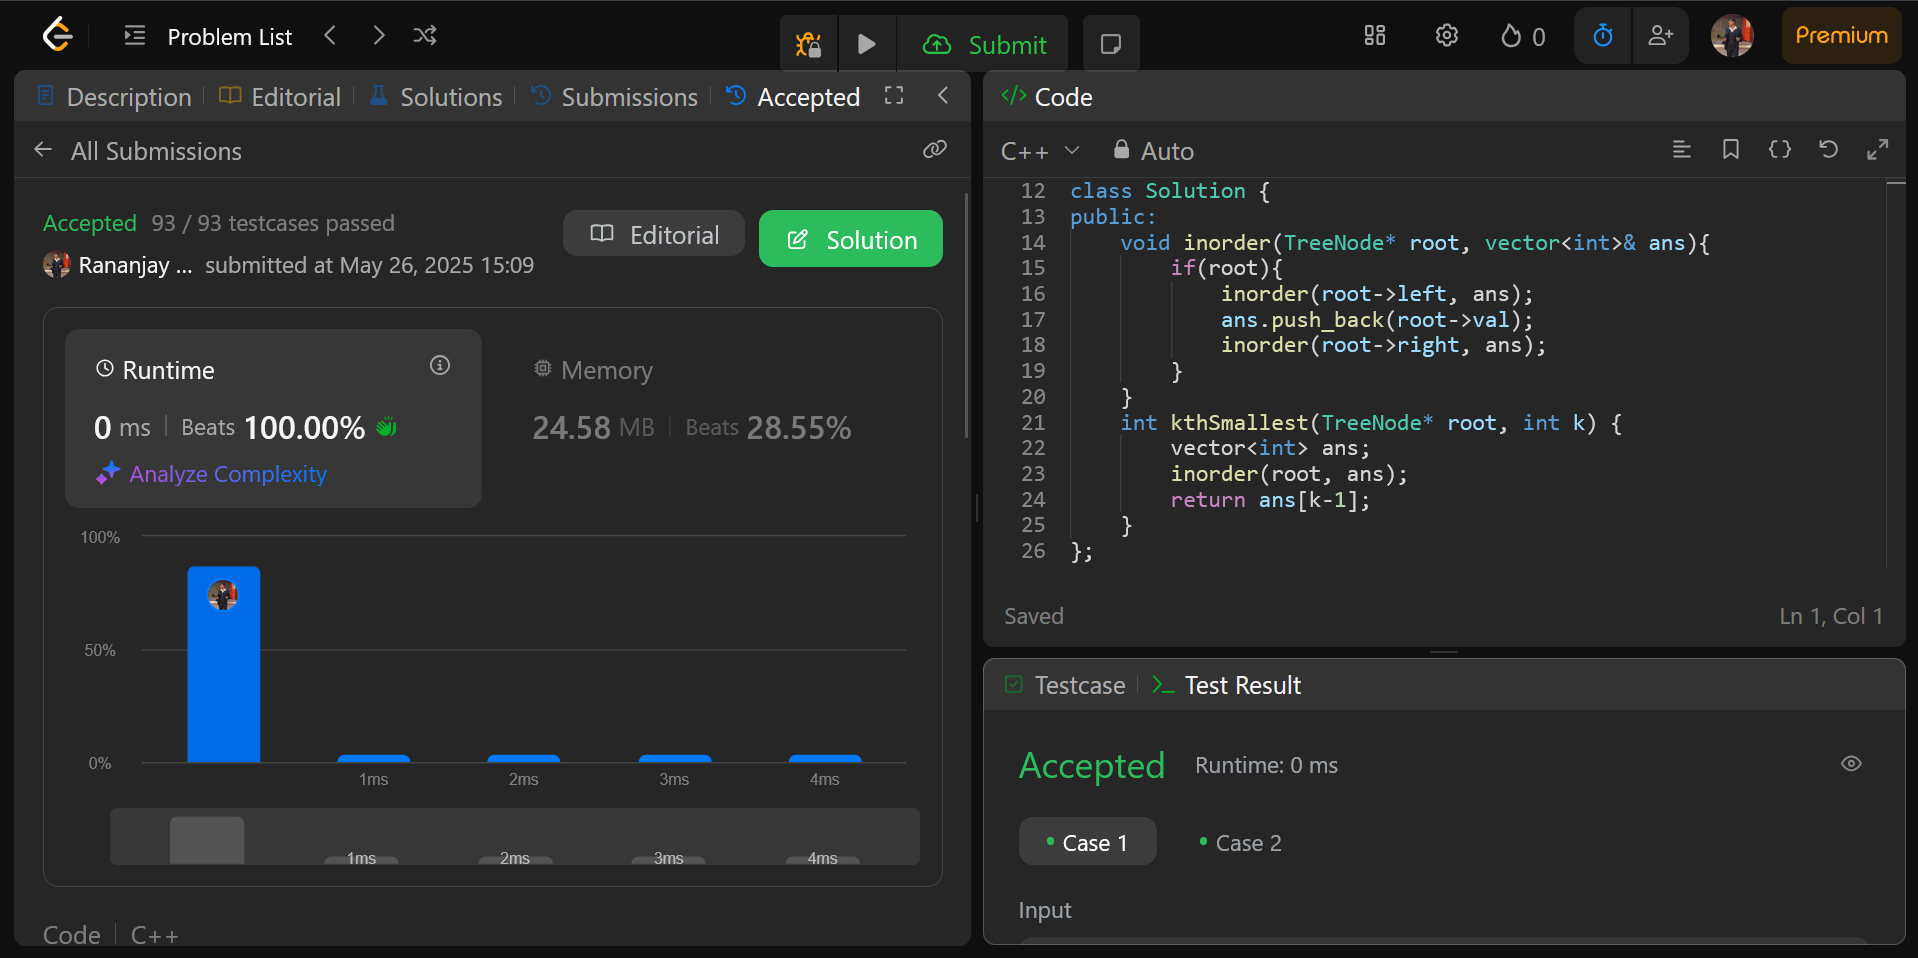 Problem List
Submit
0
Premium
Description
Editorial
Solutions
Submissions
Accepted
All Submissions
Accepted 93 / 93 testcases passed
Editorial
Solution
Rananjay ... submitted at May 26, 2025 15:09
Runtime
0 ms Beats 100.00%
Analyze Complexity
Memory
24.58 MB Beats 28.55%
100%
50%
0%
1ms 2ms 3ms 4ms
1ms 2ms 3ms 4ms
Code C++
Code
C++ Auto
12 class Solution {
13 public:
14     void inorder(TreeNode* root, vector<int>& ans){
15         if(root){
16             inorder(root->left, ans);
17             ans.push_back(root->val);
18             inorder(root->right, ans);
19         }
20     }
21     int kthSmallest(TreeNode* root, int k) {
22         vector<int> ans;
23         inorder(root, ans);
24         return ans[k-1];
25     }
26 };
Saved
Ln 1, Col 1
Testcase
Test Result
Accepted Runtime: 0 ms
Case 1
Case 2
Input